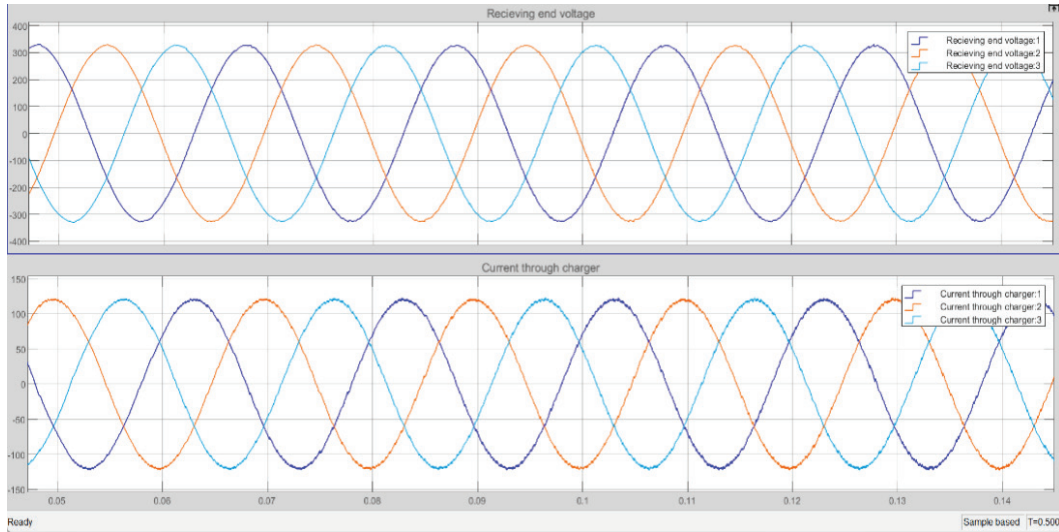 Recieving end voltage
400
300
200
100
0
-100
-200
-300
-400
Recieving end voltage:1
Recieving end voltage:2
Recieving end voltage:3
Current through charger
150
100
50
0
-50
-100
-150
Current through charger:1
Current through charger:2
Current through charger:3
0.05 0.06 0.07 0.08 0.09 0.1 0.11 0.12 0.13 0.14
Ready Sample based T=0,500